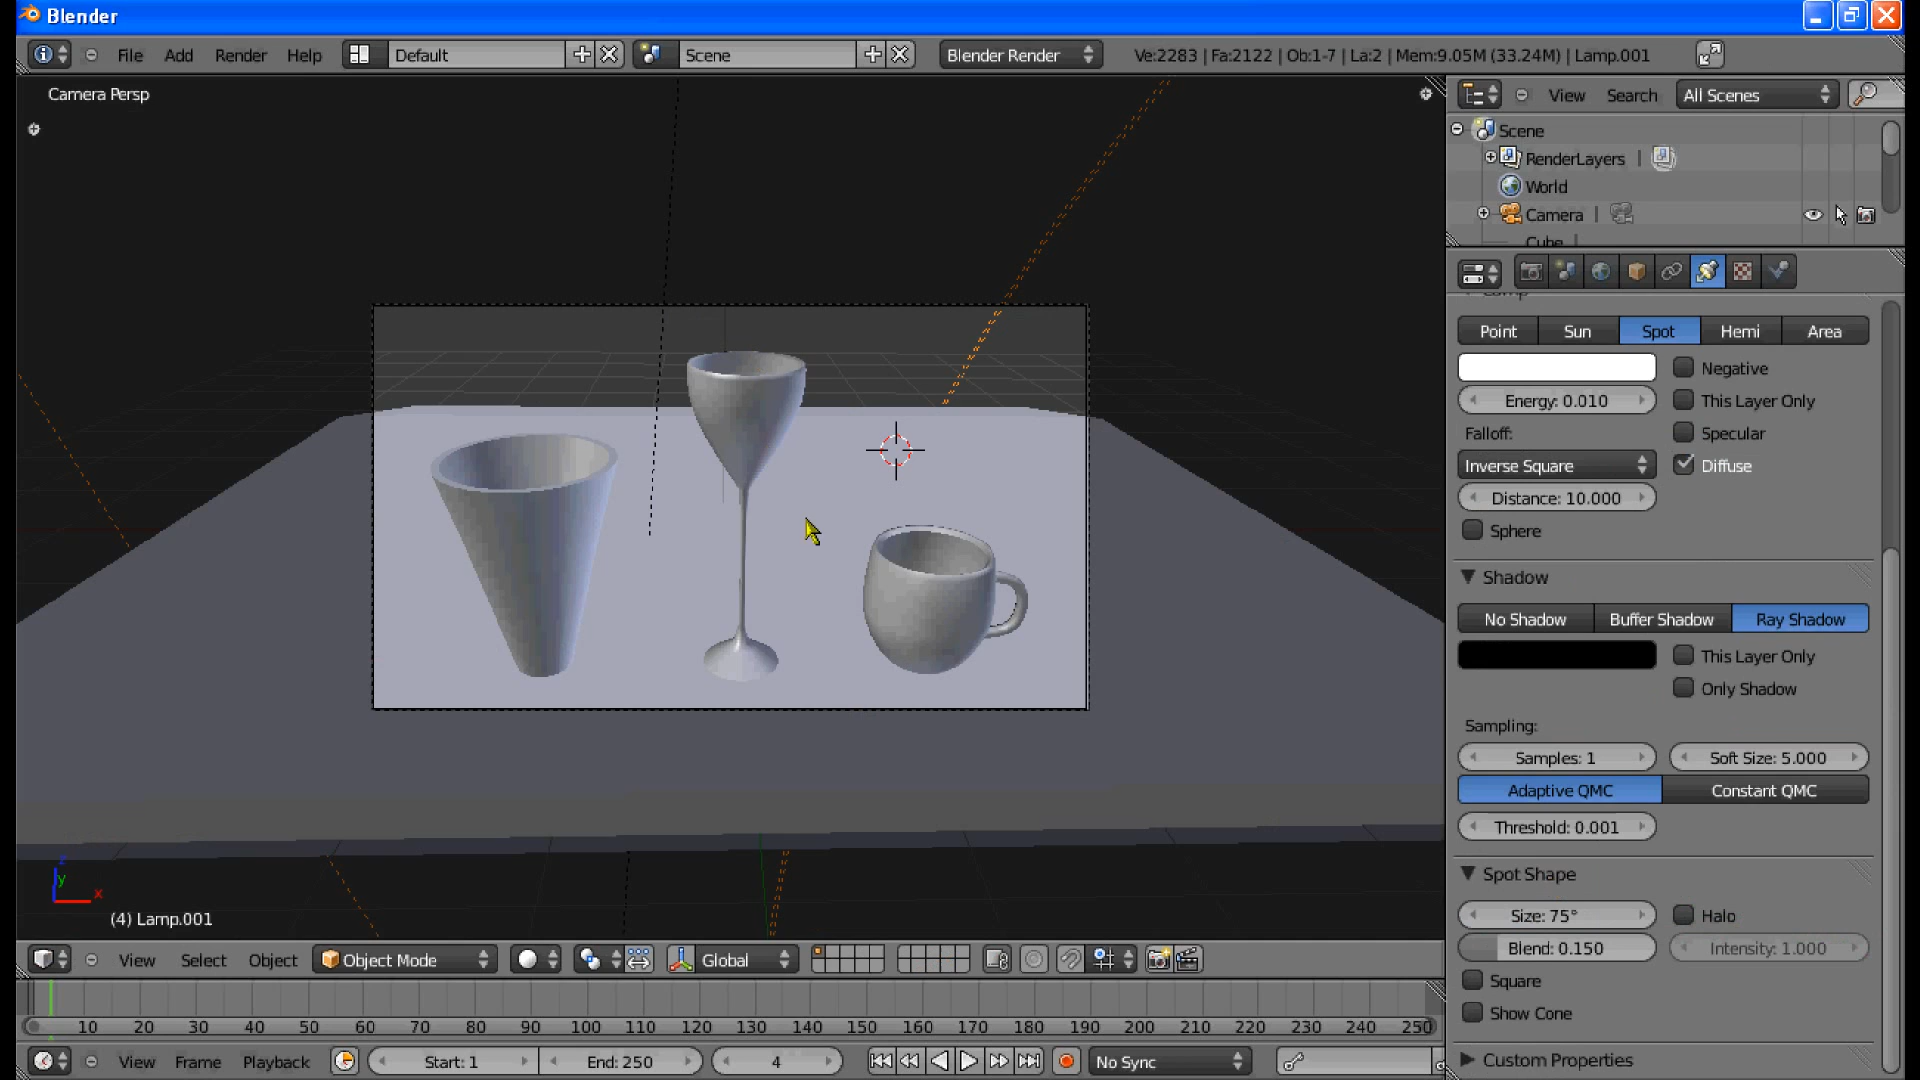 Blender
File Add Render Help Default Scene Blender Render Ve:2283 | Fa:2122 | Ob:1-7 | La:2 | Mem:9.05M (33.24M) | Lamp.001
Camera Persp
View Search All Scenes
Scene
RenderLayers
World
Camera
Cube
Lamp
Point Sun Spot Hemi Area
Negative
Energy: 0.010 This Layer Only
Falloff: Specular
Inverse Square Diffuse
Distance: 10.000
Sphere
Shadow
No Shadow Buffer Shadow Ray Shadow
This Layer Only
Only Shadow
Sampling:
Samples: 1 Soft Size: 5.000
Adaptive QMC Constant QMC
Threshold: 0.001
Spot Shape
Size: 75° Halo
Blend: 0.150 Intensity: 1.000
Square
Show Cone
Custom Properties
z
y
x
(4) Lamp.001
View Select Object Object Mode Global
10 20 30 40 50 60 70 80 90 100 110 120 130 140 150 160 170 180 190 200 210 220 230 240 250
View Frame Playback Start: 1 End: 250 4 No Sync